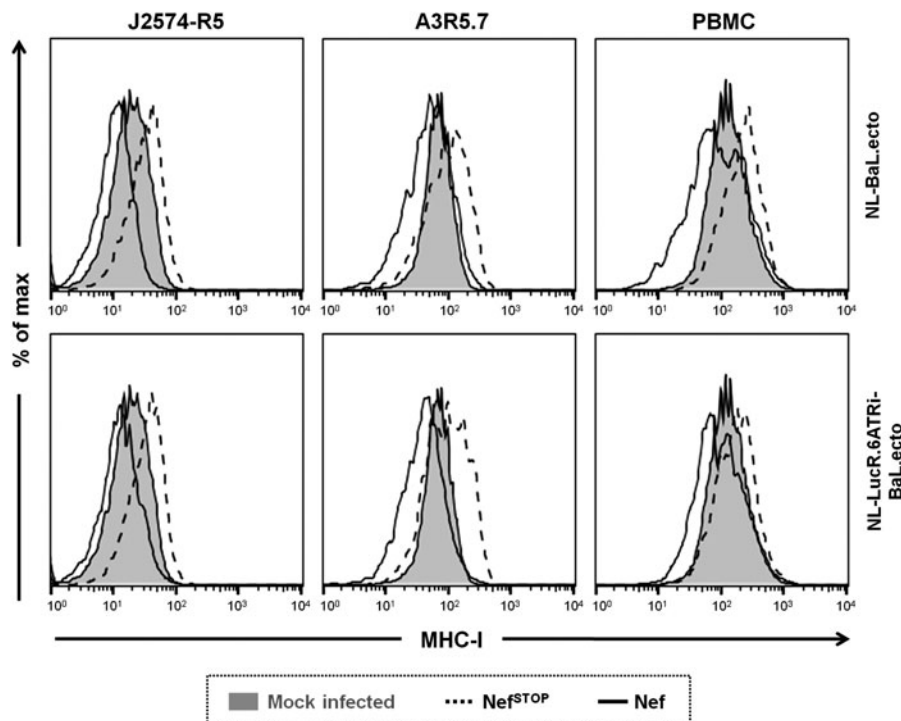 J2574-R5 A3R5.7 PBMC
% of max
NL-BaL.ecto
10⁰ 10¹ 10² 10³ 10⁴ 10⁰ 10¹ 10² 10³ 10⁴ 10⁰ 10¹ 10² 10³ 10⁴
NL-LucR.6ATRi-
BaL.ecto
10⁰ 10¹ 10² 10³ 10⁴ 10⁰ 10¹ 10² 10³ 10⁴ 10⁰ 10¹ 10² 10³ 10⁴
MHC-I
Mock infected Nef^STOP Nef